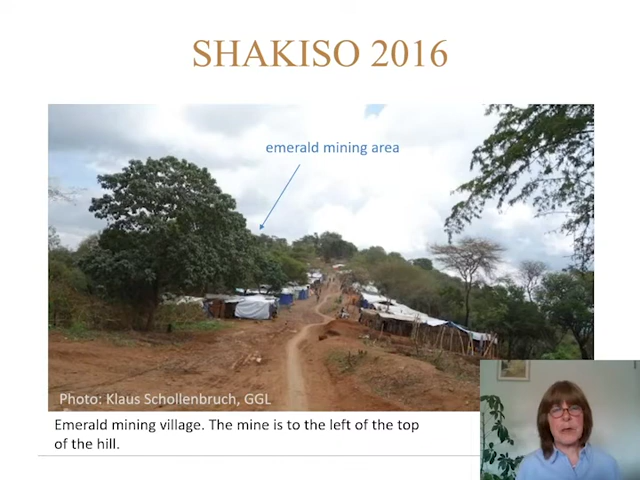 SHAKISO 2016
emerald mining area
Photo: Klaus Schollenbruch, GGL
Emerald mining village. The mine is to the left of the top
of the hill.